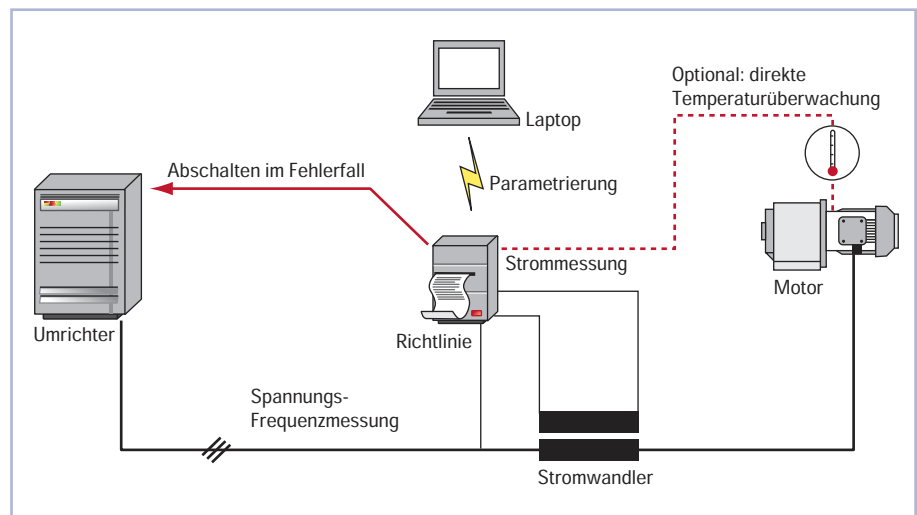 Optional: direkte
Temperaturüberwachung
Laptop
Abschalten im Fehlerfall
Parametrierung
Strommessung
Motor
Umrichter
Richtlinie
Spannungs-
Frequenzmessung
Stromwandler